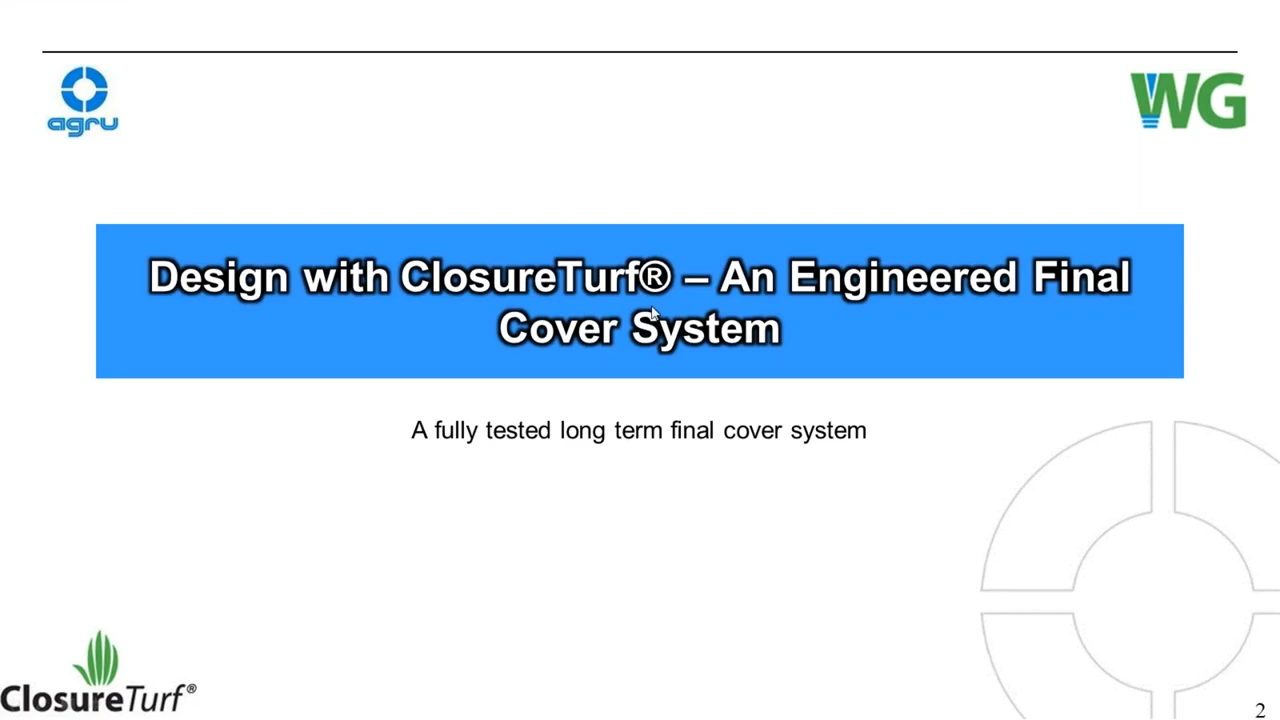 agru
WG
Design with ClosureTurf® – An Engineered Final
Cover System
A fully tested long term final cover system
ClosureTurf®
2